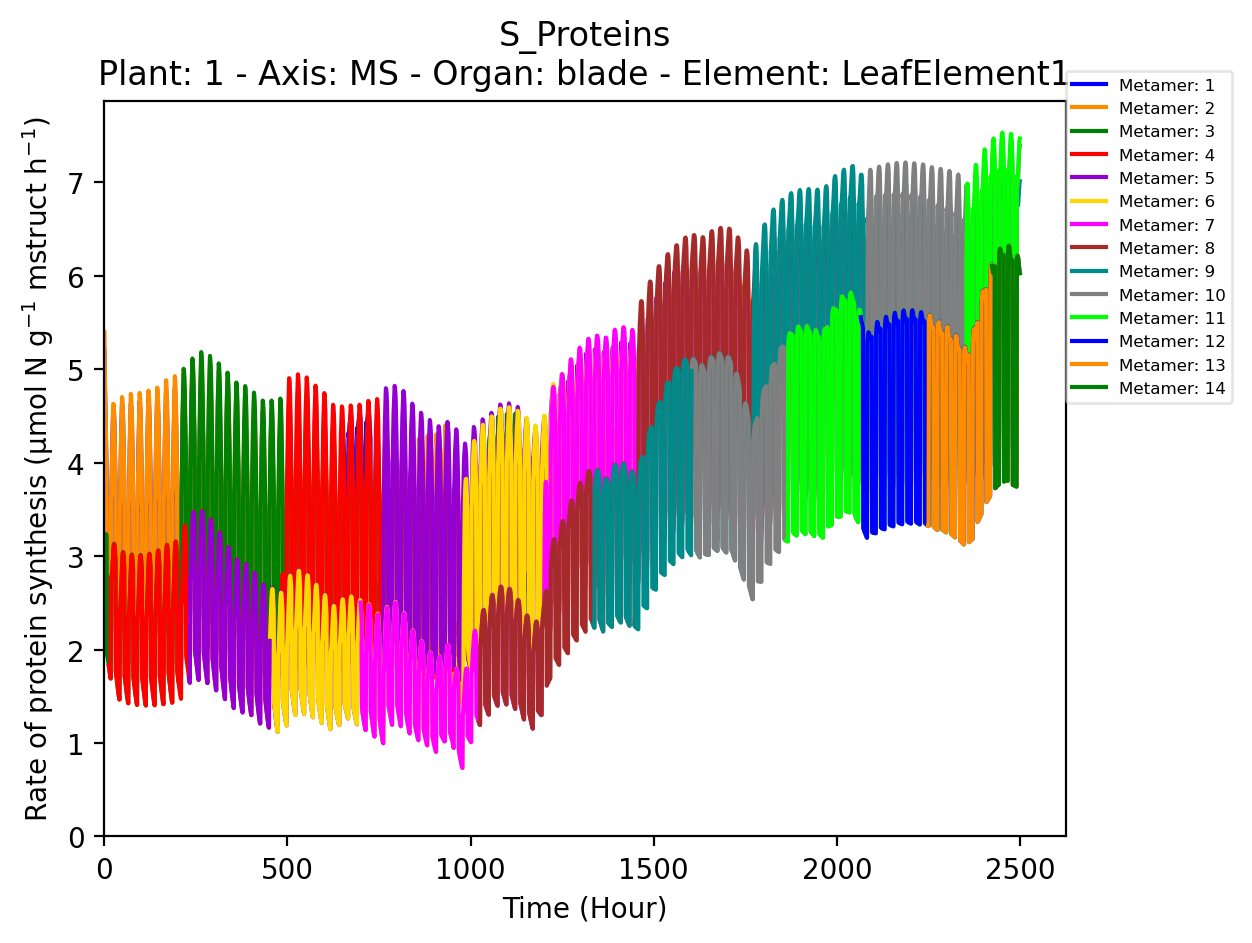 S_Proteins
Plant: 1 - Axis: MS - Organ: blade - Element: LeafElement1
Rate of protein synthesis (µmol N g⁻¹ mstruct h⁻¹)
7
6
5
4
3
2
1
0
0 500 1000 1500 2000 2500
Time (Hour)
Metamer: 1
Metamer: 2
Metamer: 3
Metamer: 4
Metamer: 5
Metamer: 6
Metamer: 7
Metamer: 8
Metamer: 9
Metamer: 10
Metamer: 11
Metamer: 12
Metamer: 13
Metamer: 14